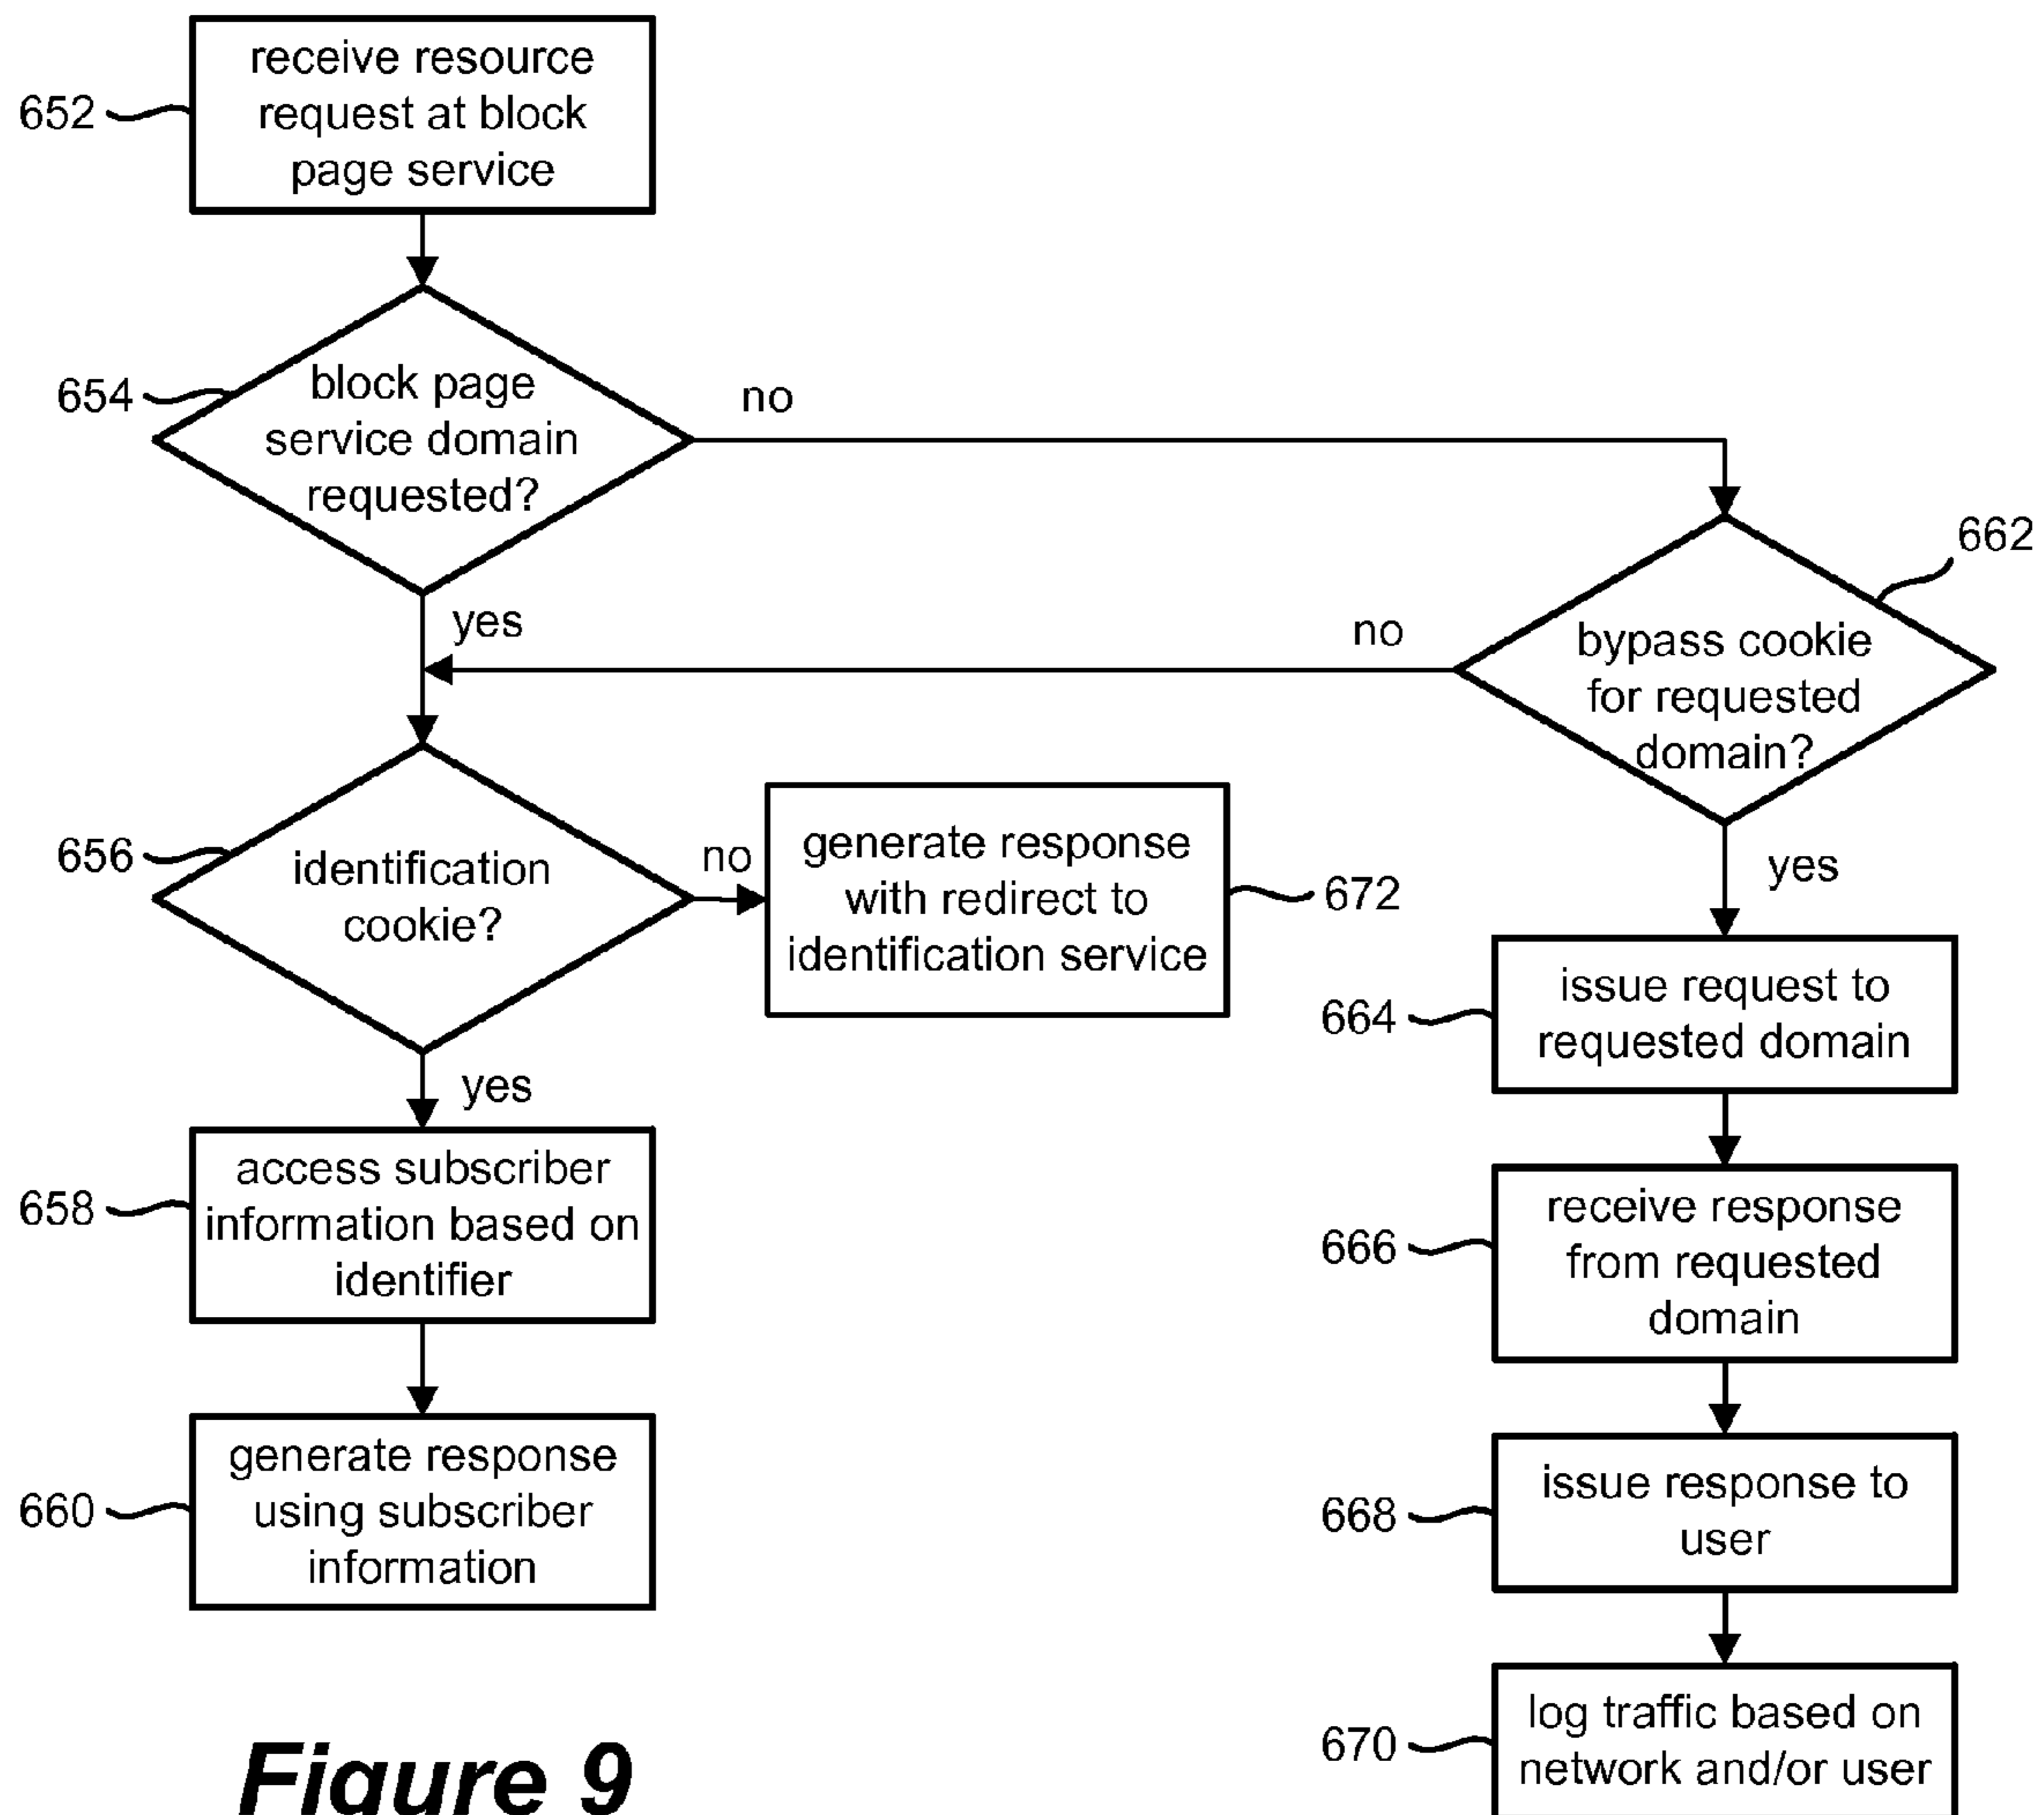 receive resource
request at block
page service
652
654
block page
service domain
requested?
no
yes
662
no
bypass cookie
for requested
domain?
yes
656
identification
cookie?
no
generate response
with redirect to
identification service
672
yes
664
issue request to
requested domain
658
access subscriber
information based on
identifier
666
receive response
from requested
domain
660
generate response
using subscriber
information
668
issue response to
user
670
log traffic based on
network and/or user
Figure 9